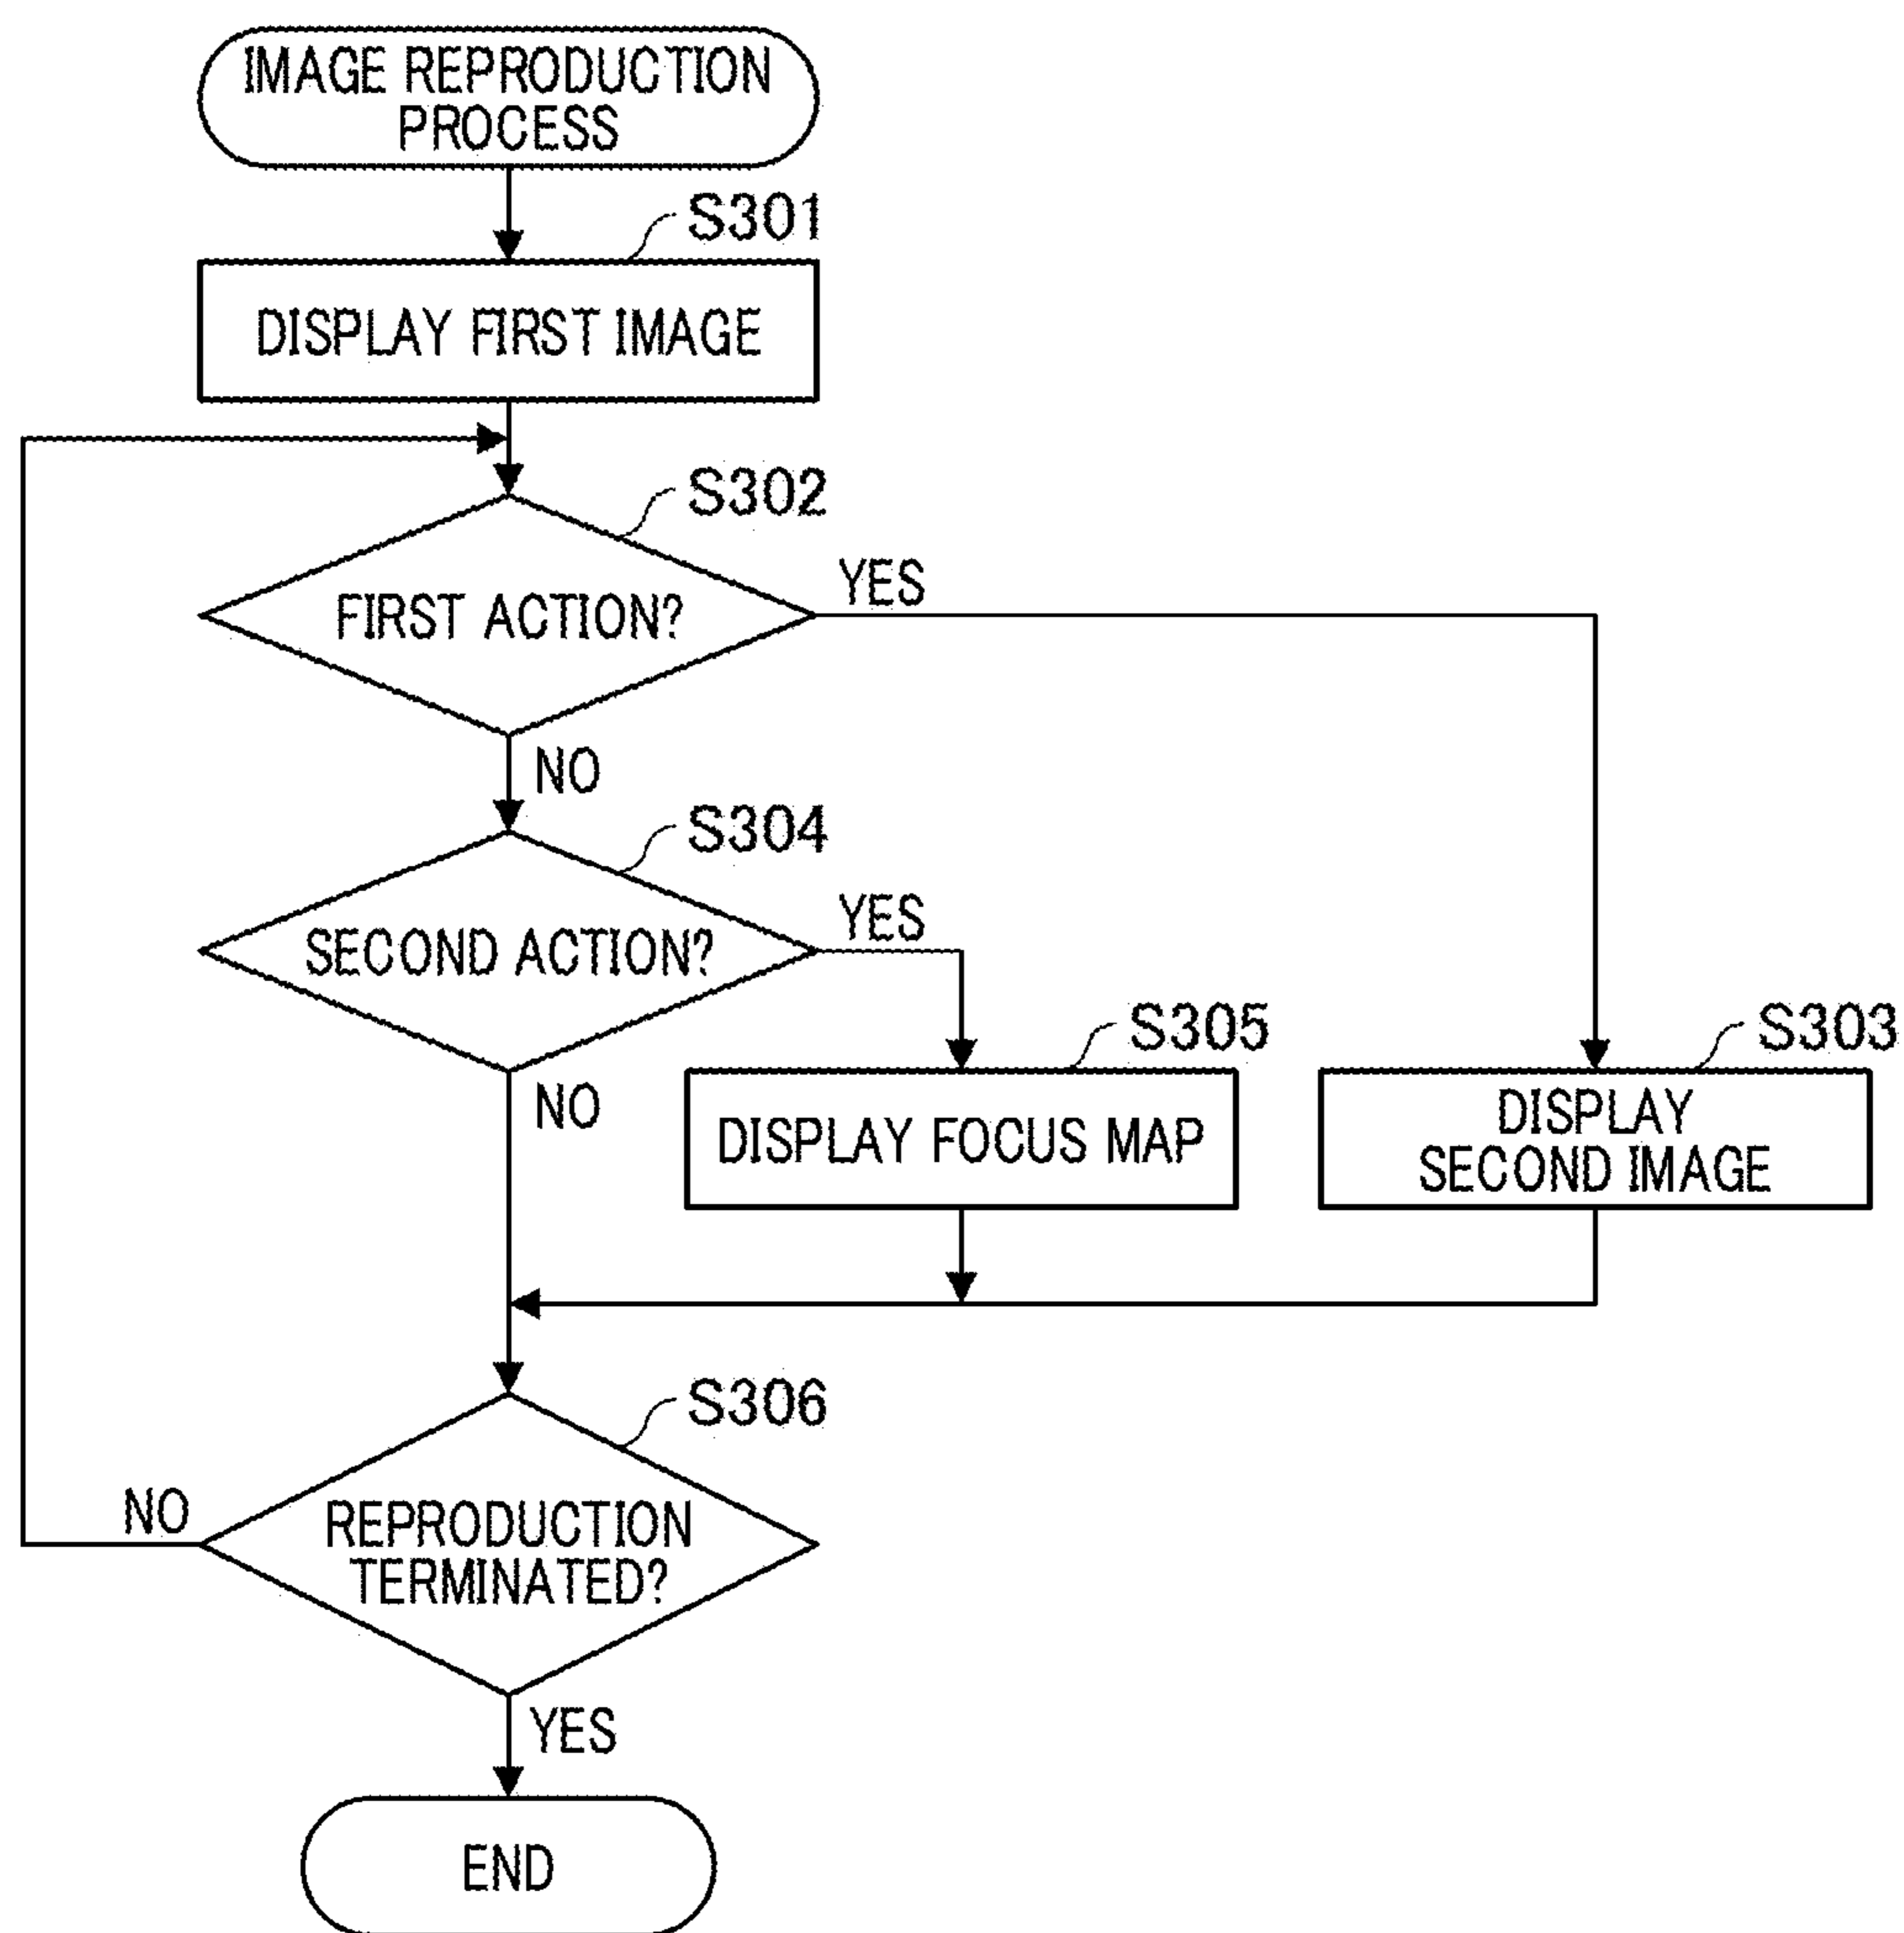 IMAGE REPRODUCTION
PROCESS
S301
DISPLAY FIRST IMAGE
S302
FIRST ACTION?
YES
NO
S304
SECOND ACTION?
YES
NO
S305
DISPLAY FOCUS MAP
S303
DISPLAY
SECOND IMAGE
S306
REPRODUCTION
TERMINATED?
NO
YES
END